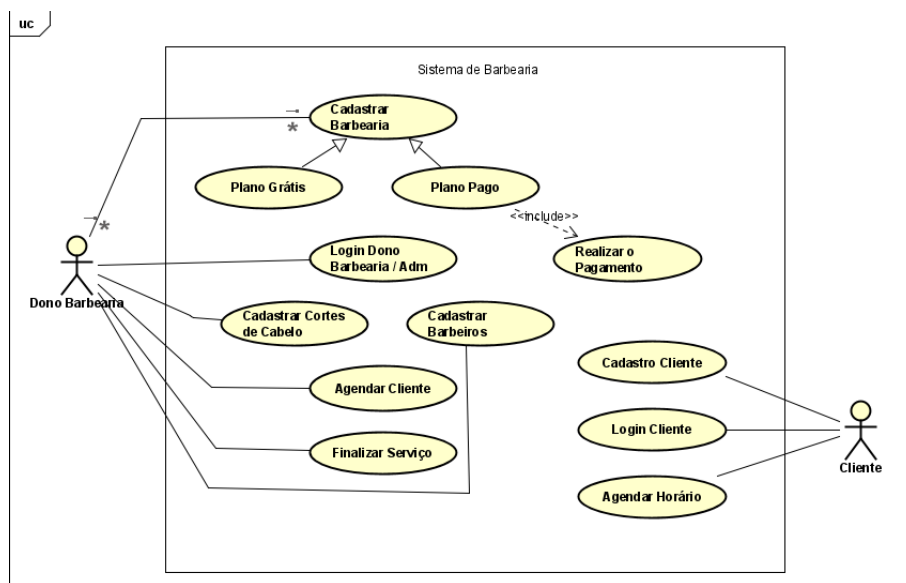 uc
Sistema de Barbearia
Cadastrar
Barbearia
*
Plano Grátis
Plano Pago
<<include>>
*
Login Dono
Barbearia / Adm
Realizar o
Pagamento
Dono Barbearia
Cadastrar Cortes
de Cabelo
Cadastrar
Barbeiros
Cadastro Cliente
Agendar Cliente
Login Cliente
Finalizar Serviço
Cliente
Agendar Horário